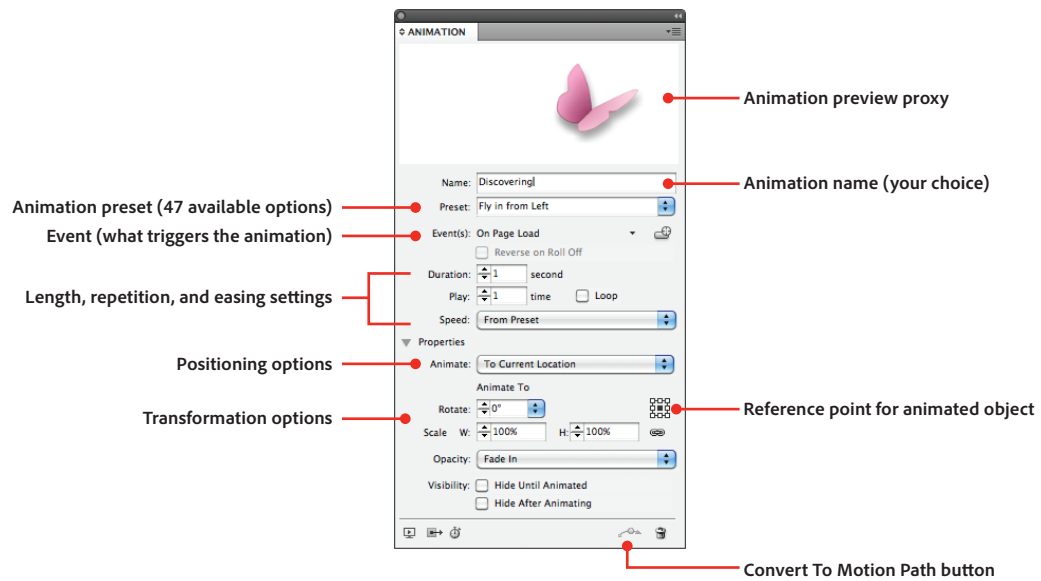 ANIMATION
Animation preview proxy
Name: Discovering
Animation name (your choice)
Animation preset (47 available options)
Preset: Fly in from Left
Event (what triggers the animation)
Event(s): On Page Load
Reverse on Roll Off
Length, repetition, and easing settings
Duration: 1 second
Play: 1 time Loop
Speed: From Preset
Properties
Positioning options
Animate: To Current Location
Animate To
Transformation options
Rotate: 0°
Reference point for animated object
Scale W: 100% H: 100%
Opacity: Fade In
Visibility: Hide Until Animated
Hide After Animating
Convert To Motion Path button